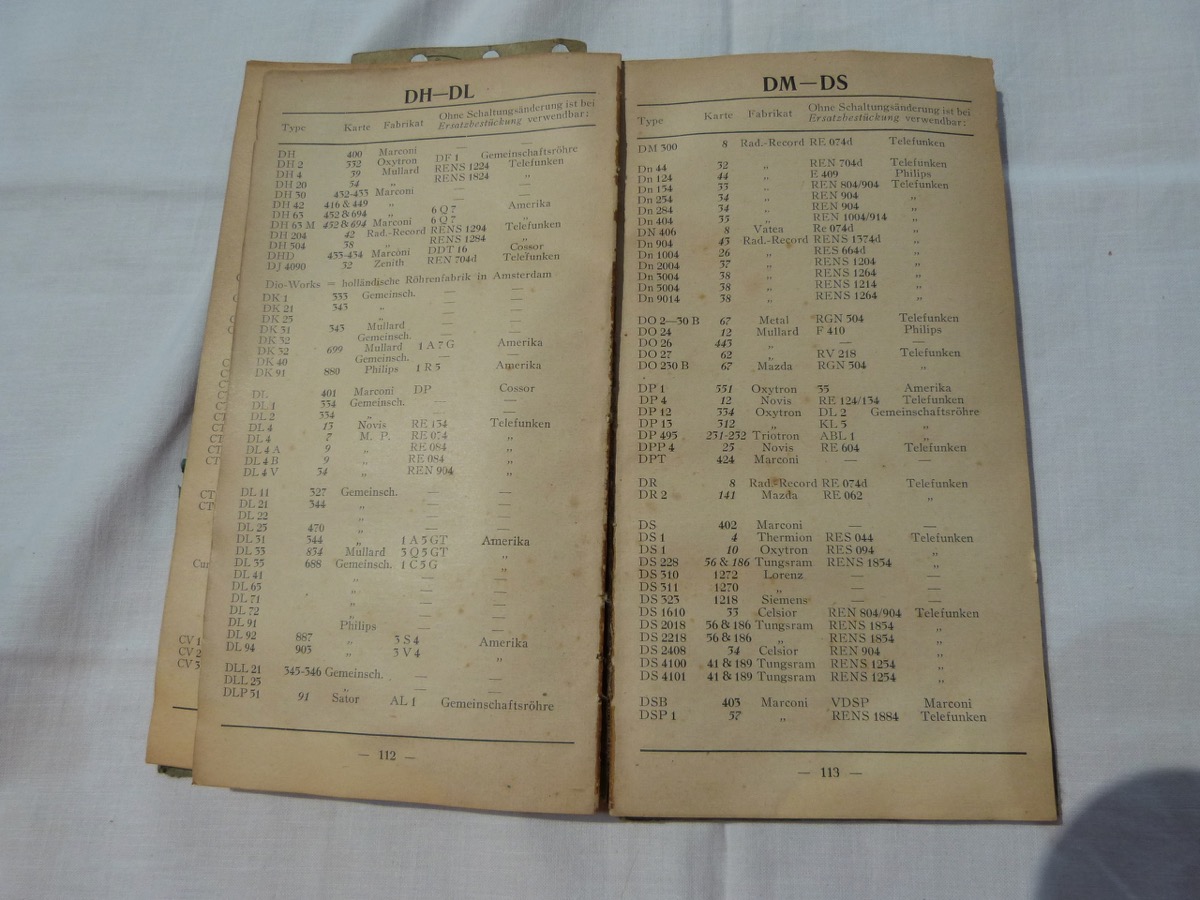 DH—DL
Type Karte Fabrikat Ohne Schaltungsänderung ist bei
Ersatzbestückung verwendbar:
DH 400 Marconi — —
DH 2 332 Oxytron DF 1 Gemeinschaftsröhre
DH 4 39 Mullard RENS 1224 Telefunken
DH 20 34 „ RENS 1824 „
DH 30 432-433 Marconi — —
DH 42 416 & 449 „ — —
DH 63 452 & 694 „ 6 Q 7 Amerika
DH 63 M 452 & 694 Marconi 6 Q 7 „
DH 204 42 Rad.-Record RENS 1294 Telefunken
DH 304 38 „ RENS 1284 „
DHD 433-434 Marconi DDT 16 Cossor
DJ 4090 32 Zenith REN 704d Telefunken
Dio-Works = holländische Röhrenfabrik in Amsterdam
DK 1 333 Gemeinsch. — —
DK 21 343 „ — —
DK 25 „ — —
DK 31 343 Mullard — —
DK 32 Gemeinsch. — —
DK 32 699 Mullard 1 A 7 G Amerika
DK 40 Gemeinsch. — —
DK 91 880 Philips 1 R 5 Amerika
DL 401 Marconi DP Cossor
DL 1 334 Gemeinsch. — —
DL 2 334 „ — —
DL 4 13 Novis RE 134 Telefunken
DL 4 7 M. P. RE 074 „
DL 4 A 9 „ RE 084 „
DL 4 B 9 „ RE 084 „
DL 4 V 34 „ REN 904 „
DL 11 327 Gemeinsch. — —
DL 21 344 „ — —
DL 22 „ — —
DL 25 470 „ — —
DL 31 344 „ 1 A 5 GT Amerika
DL 33 834 Mullard 3 Q 5 GT „
DL 35 688 Gemeinsch. 1 C 5 G „
DL 41 „ — —
DL 65 „ — —
DL 71 „ — —
DL 72 „ — —
DL 91 Philips — —
DL 92 887 „ 3 S 4 Amerika
DL 94 903 „ 3 V 4 „
DLL 21 345-346 Gemeinsch. — —
DLL 25 „ — —
DLP 51 91 Sator AL 1 Gemeinschaftsröhre
— 112 —
CT
CT
CT
CT
CT
CT
CT
CV 1
CV 2
CV 3
DM—DS
Type Karte Fabrikat Ohne Schaltungsänderung ist bei
Ersatzbestückung verwendbar:
DM 300 8 Rad.-Record RE 074d Telefunken
Dn 44 32 „ REN 704d Telefunken
Dn 124 44 „ E 409 Philips
Dn 154 33 „ REN 804/904 Telefunken
Dn 254 34 „ REN 904 „
Dn 284 34 „ REN 904 „
Dn 404 35 „ REN 1004/914 „
DN 406 8 Vatea Re 074d „
Dn 904 43 Rad.-Record RENS 1374d „
Dn 1004 26 „ RES 664d „
Dn 2004 37 „ RENS 1204 „
Dn 3004 38 „ RENS 1264 „
Dn 5004 38 „ RENS 1214 „
Dn 9014 38 „ RENS 1264 „
DO 2—30 B 67 Metal RGN 504 Telefunken
DO 24 12 Mullard F 410 Philips
DO 26 443 „ — —
DO 27 62 „ RV 218 Telefunken
DO 230 B 67 Mazda RGN 504 „
DP 1 351 Oxytron 35 Amerika
DP 4 12 Novis RE 124/134 Telefunken
DP 12 334 Oxytron DL 2 Gemeinschaftsröhre
DP 13 312 „ KL 5 „
DP 495 231-232 Triotron ABL 1 „
DPP 4 25 Novis RE 604 Telefunken
DPT 424 Marconi — —
DR 8 Rad.-Record RE 074d Telefunken
DR 2 141 Mazda RE 062 „
DS 402 Marconi — —
DS 1 4 Thermion RES 044 Telefunken
DS 1 10 Oxytron RES 094 „
DS 228 56 & 186 Tungsram RENS 1854 „
DS 310 1272 Lorenz — —
DS 311 1270 „ — —
DS 323 1218 Siemens — —
DS 1610 33 Celsior REN 804/904 Telefunken
DS 2018 56 & 186 Tungsram RENS 1854 „
DS 2218 56 & 186 „ RENS 1854 „
DS 2408 34 Celsior REN 904 „
DS 4100 41 & 189 Tungsram RENS 1254 „
DS 4101 41 & 189 Tungsram RENS 1254 „
DSB 403 Marconi VDSP Marconi
DSP 1 57 „ RENS 1884 Telefunken
— 113 —